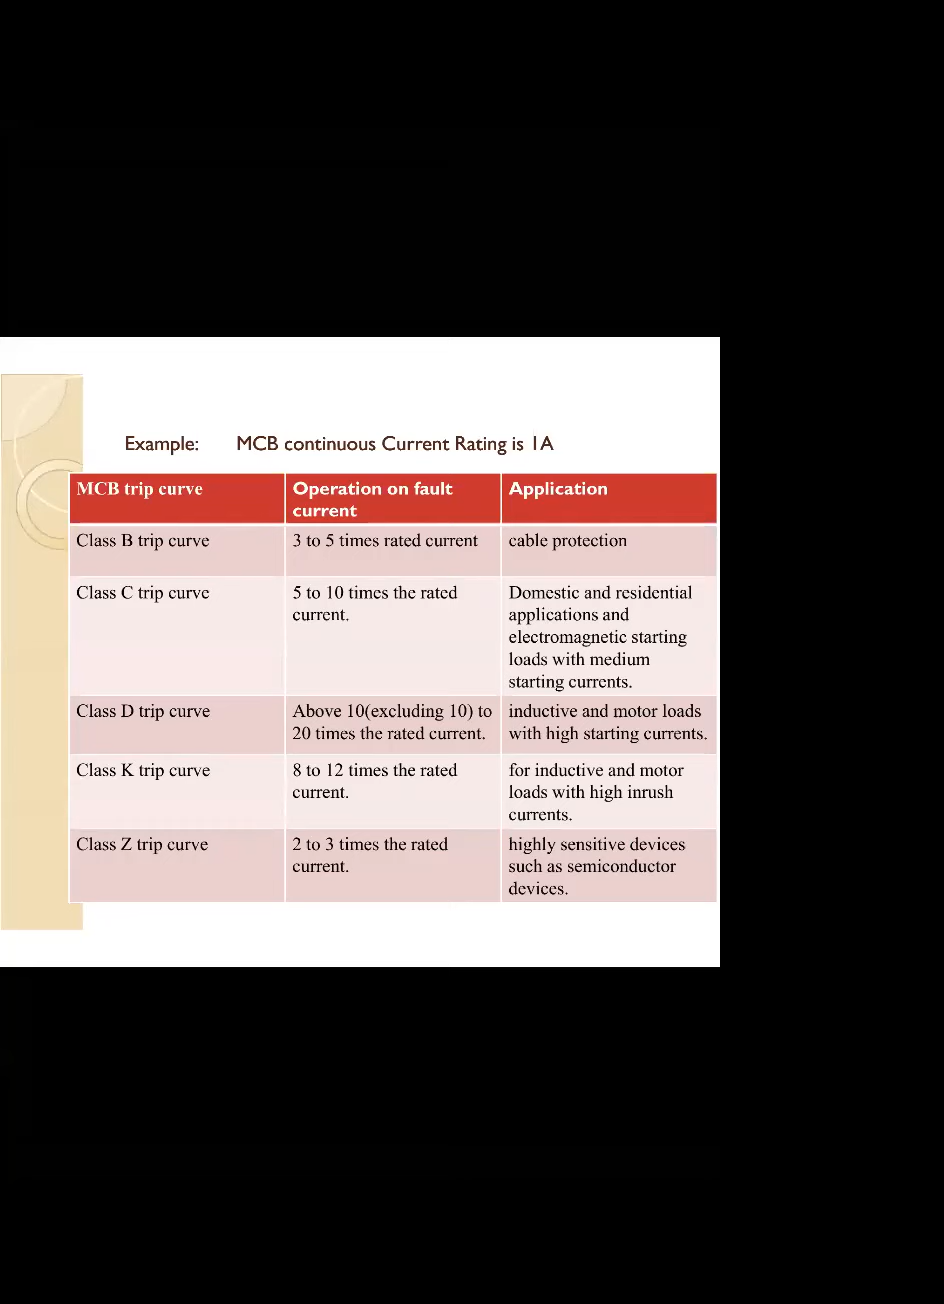 Example: MCB continuous Current Rating is 1A
MCB trip curve
Operation on fault
current
Application
Class B trip curve
3 to 5 times rated current
cable protection
Class C trip curve
5 to 10 times the rated
current.
Domestic and residential
applications and
electromagnetic starting
loads with medium
starting currents.
Class D trip curve
Above 10(excluding 10) to
20 times the rated current.
inductive and motor loads
with high starting currents.
Class K trip curve
8 to 12 times the rated
current.
for inductive and motor
loads with high inrush
currents.
Class Z trip curve
2 to 3 times the rated
current.
highly sensitive devices
such as semiconductor
devices.